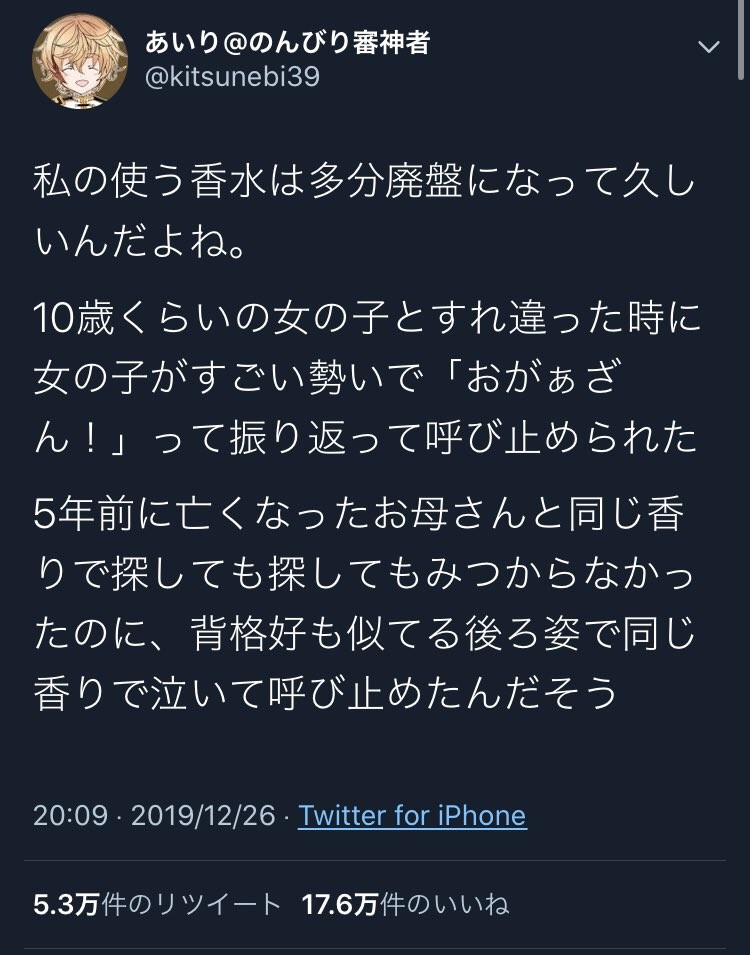 あいり@のんびり審神者
@kitsunebi39
私の使う香水は多分廃盤になって久し
いんだよね。
10歳くらいの女の子とすれ違った時に
女の子がすごい勢いで「おがぁざ
ん！」って振り返って呼び止められた
5年前に亡くなったお母さんと同じ香
りで探しても探してもみつからなかっ
たのに、背格好も似てる後ろ姿で同じ
香りで泣いて呼び止めたんだそう
20:09 · 2019/12/26 · Twitter for iPhone
5.3万件のリツイート 17.6万件のいいね